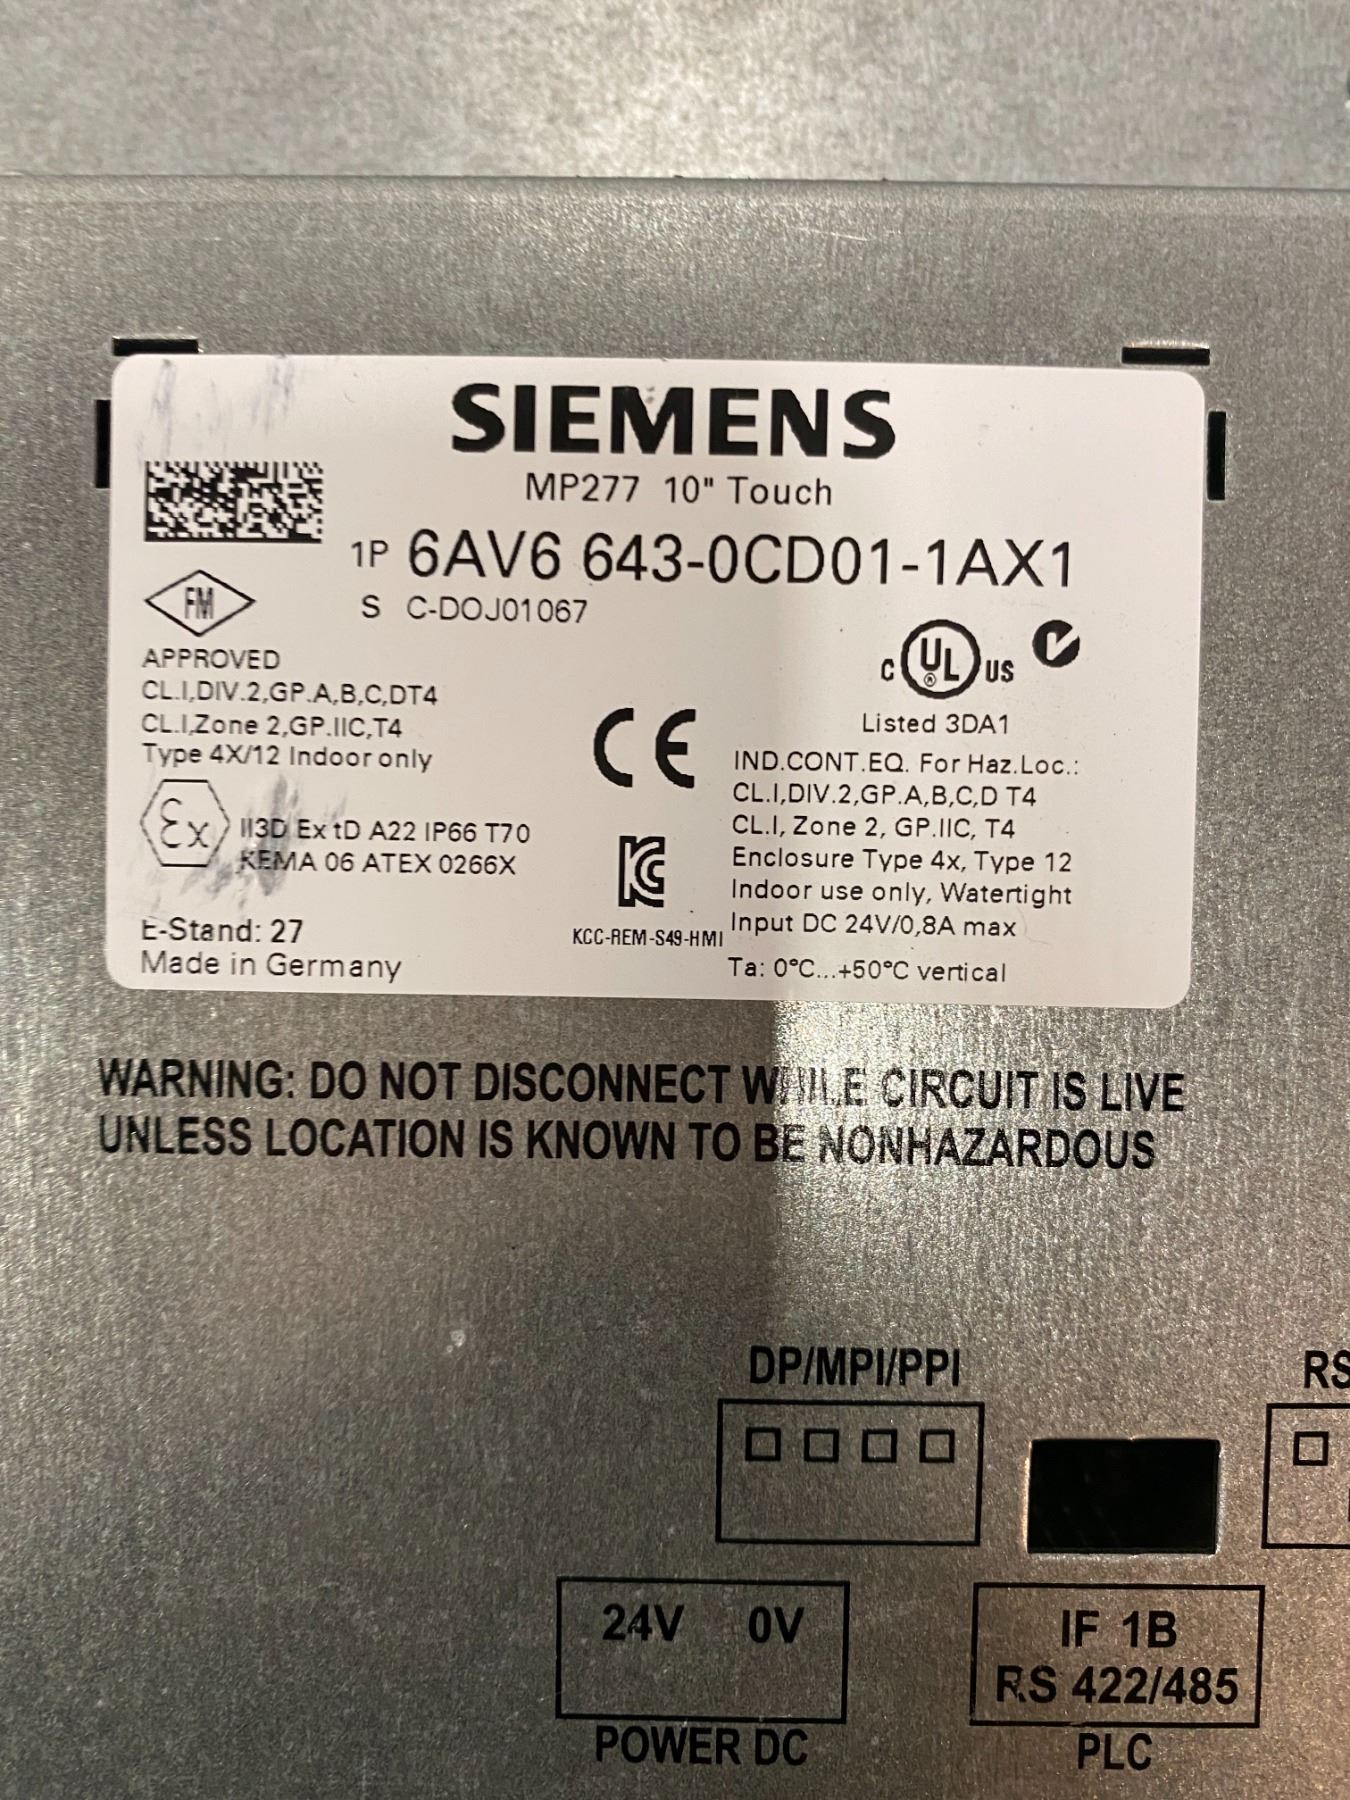 SIEMENS
MP277 10" Touch
1P 6AV6 643-0CD01-1AX1
S C-DOJ01067
FM
APPROVED
CL.I,DIV.2,GP.A,B,C,DT4
CL.I,Zone 2,GP.IIC,T4
Type 4X/12 Indoor only
Ex II3D Ex tD A22 IP66 T70
KEMA 06 ATEX 0266X
E-Stand: 27
Made in Germany
CE
KC
KCC-REM-S49-HMI
C UL ® US
Listed 3DA1
IND.CONT.EQ. For Haz.Loc.:
CL.I,DIV.2,GP.A,B,C,D T4
CL.I, Zone 2, GP.IIC, T4
Enclosure Type 4x, Type 12
Indoor use only, Watertight
Input DC 24V/0,8A max
Ta: 0°C...+50°C vertical
WARNING: DO NOT DISCONNECT WHILE CIRCUIT IS LIVE
UNLESS LOCATION IS KNOWN TO BE NONHAZARDOUS
DP/MPI/PPI
RS
24V 0V
POWER DC
IF 1B
RS 422/485
PLC